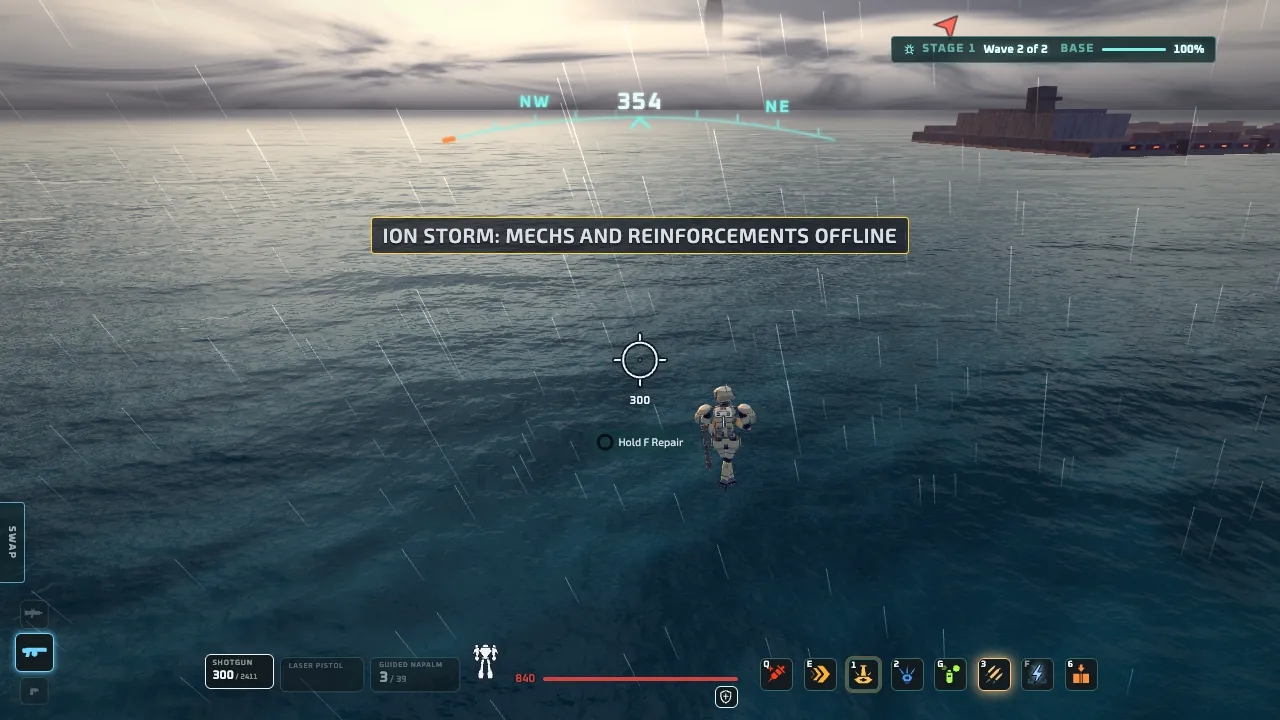 STAGE 1 Wave 2 of 2 BASE 100%
NW 354 NE
ION STORM: MECHS AND REINFORCEMENTS OFFLINE
300
Hold F Repair
SWAP
SHOTGUN
300 / 2411
LASER PISTOL
GUIDED NAPALM
3 / 39
840
Q E 1 2 G 3 F 6